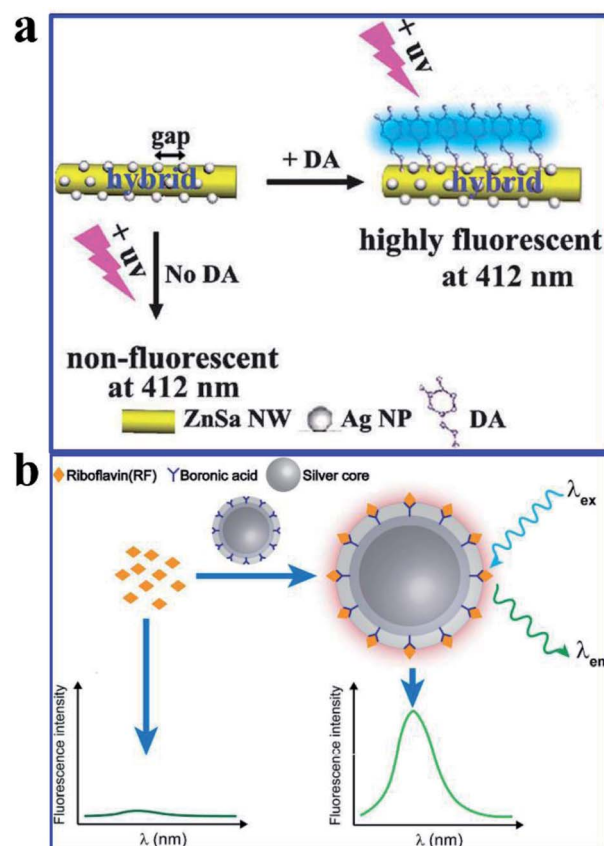 a
+ uv
gap
+ DA
hybrid
hybrid
highly fluorescent
at 412 nm
+ uv
No DA
non-fluorescent
at 412 nm
ZnSa NW
Ag NP
DA
b
Riboflavin(RF)
Boronic acid
Silver core
λex
λem
Fluorescence intensity
λ (nm)
Fluorescence intensity
λ (nm)